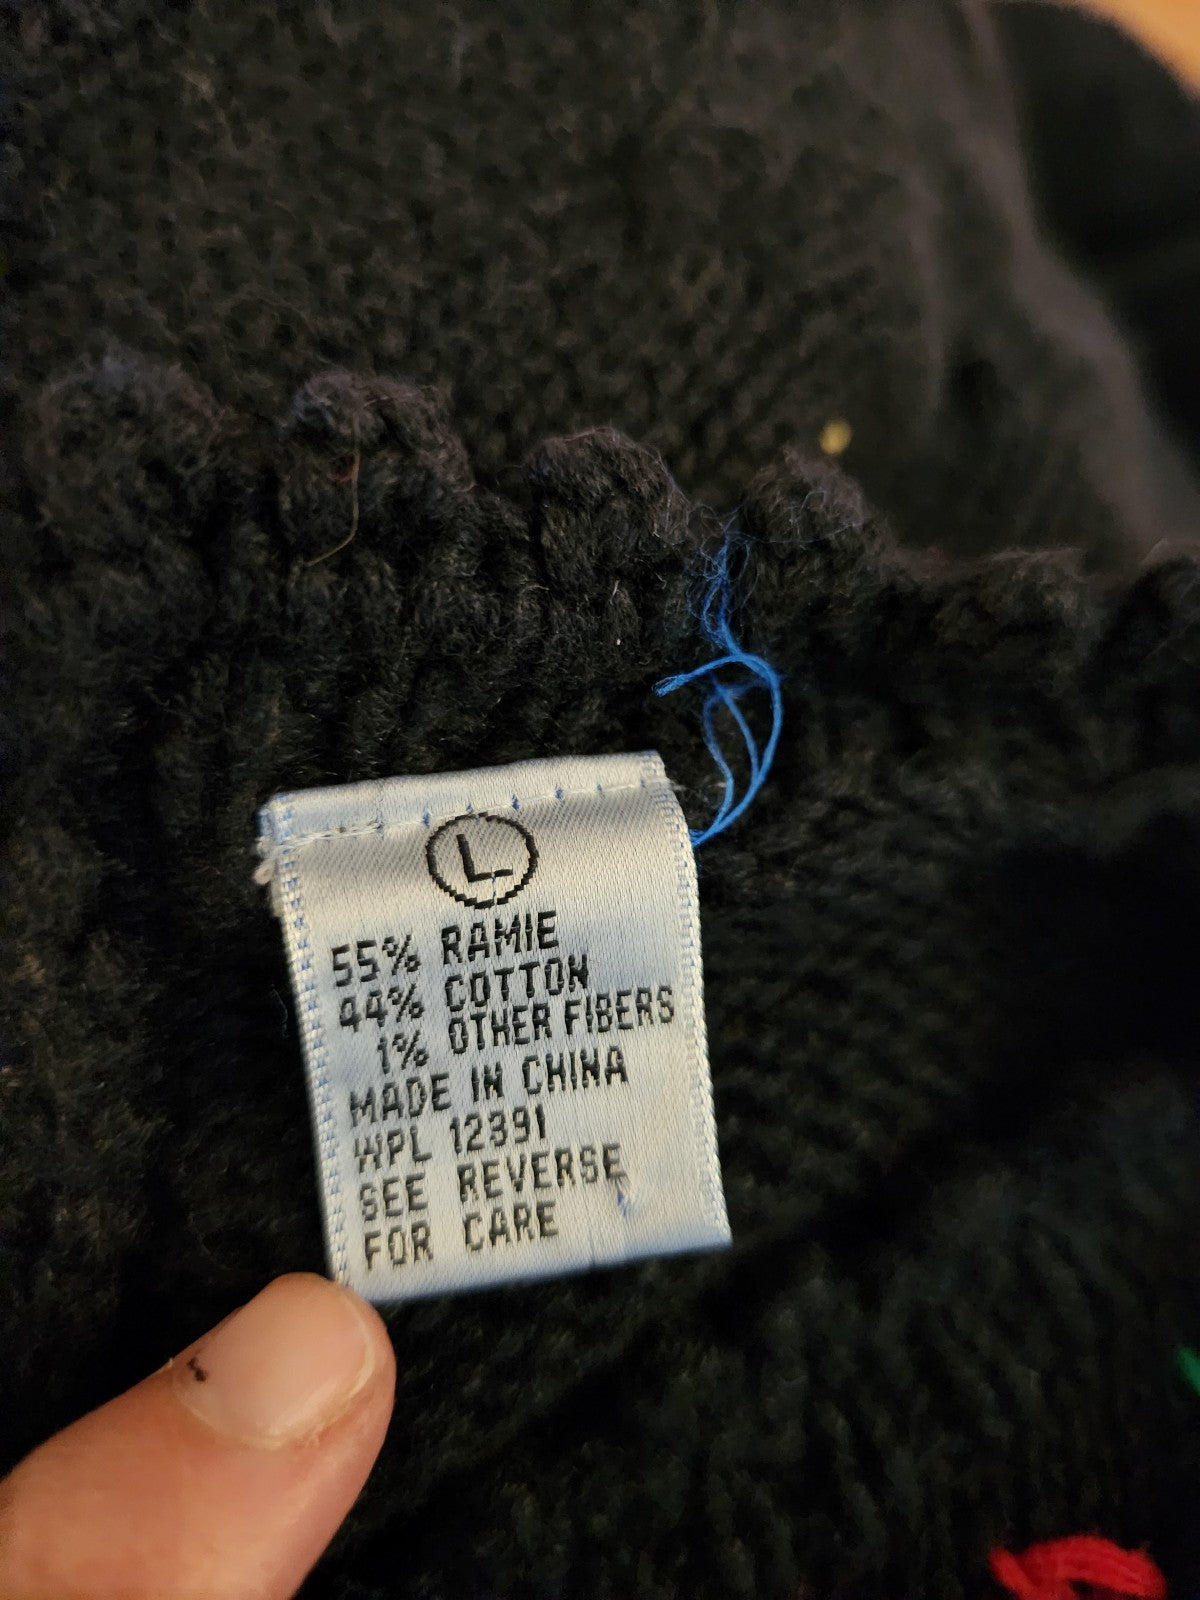 L
55% RAMIE
44% COTTON
1% OTHER FIBERS
MADE IN CHINA
WPL 12391
SEE REVERSE
FOR CARE